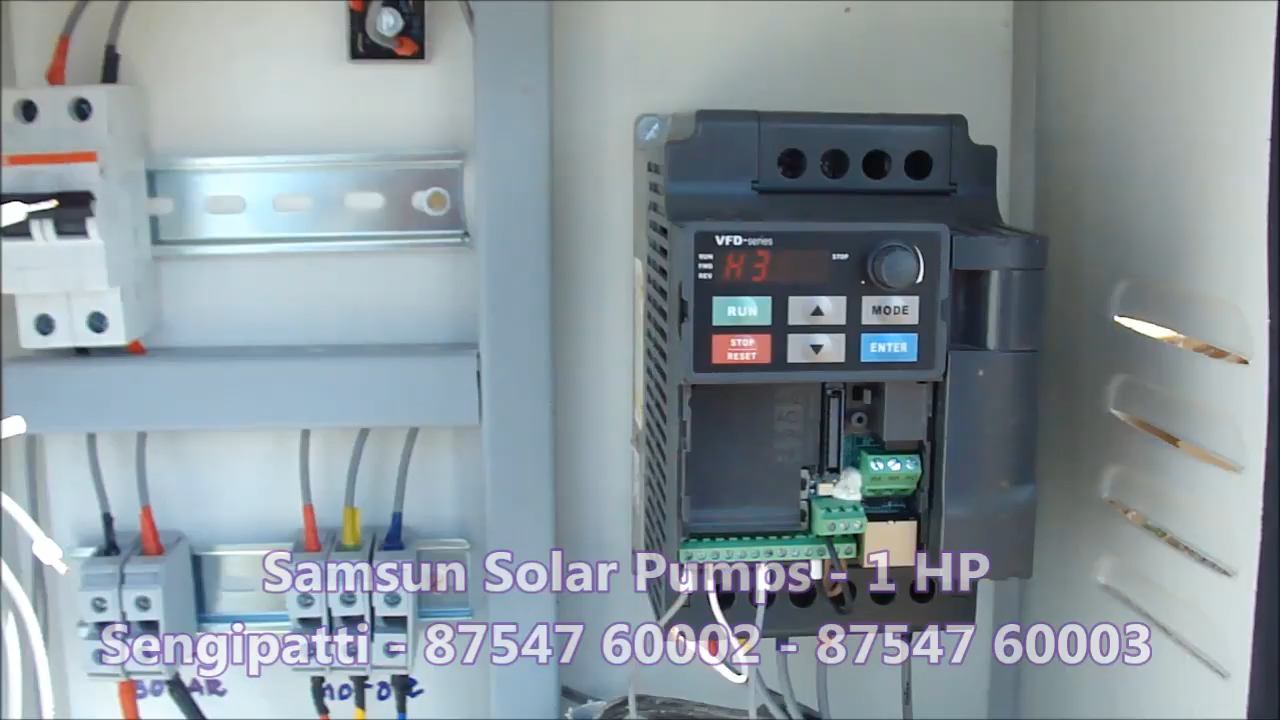 VFD-series
RUN
FWD
REV
STOP
H3
RUN
MODE
STOP
RESET
ENTER
Samsun Solar Pumps - 1 HP
Sengipatti - 87547 60002 - 87547 60003
SOLAR
MOTOR